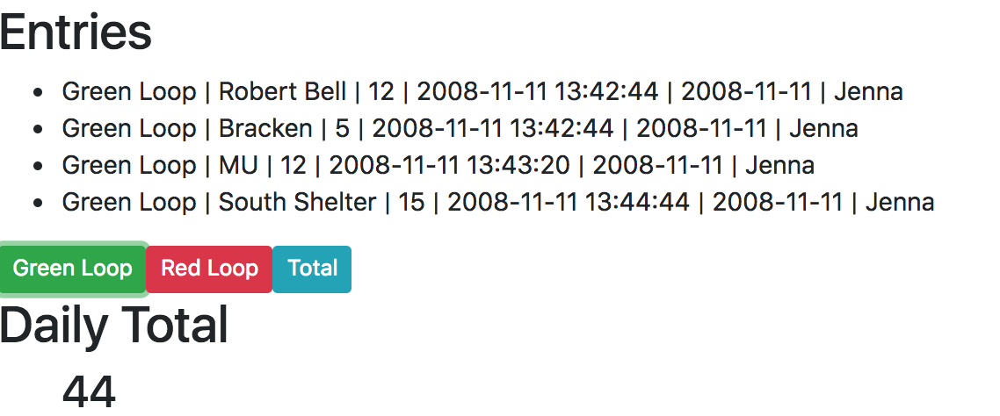 Entries
• Green Loop | Robert Bell | 12 | 2008-11-11 13:42:44 | 2008-11-11 | Jenna
• Green Loop | Bracken | 5 | 2008-11-11 13:42:44 | 2008-11-11 | Jenna
• Green Loop | MU | 12 | 2008-11-11 13:43:20 | 2008-11-11 | Jenna
• Green Loop | South Shelter | 15 | 2008-11-11 13:44:44 | 2008-11-11 | Jenna
Green Loop Red Loop Total
Daily Total
44